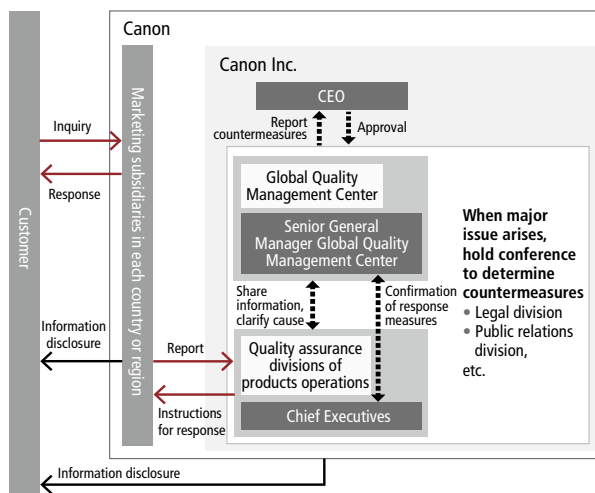 Canon
Canon Inc.
CEO
Report
countermeasures
Approval
Customer
Inquiry
Response
Marketing subsidiaries in each country or region
Global Quality
Management Center
Senior General
Manager Global Quality
Management Center
When major
issue arises,
hold conference
to determine
countermeasures
• Legal division
• Public relations
division,
etc.
Share
information,
clarify cause
Confirmation
of response
measures
Information
disclosure
Report
Quality assurance
divisions of
products operations
Instructions
for response
Chief Executives
Information disclosure